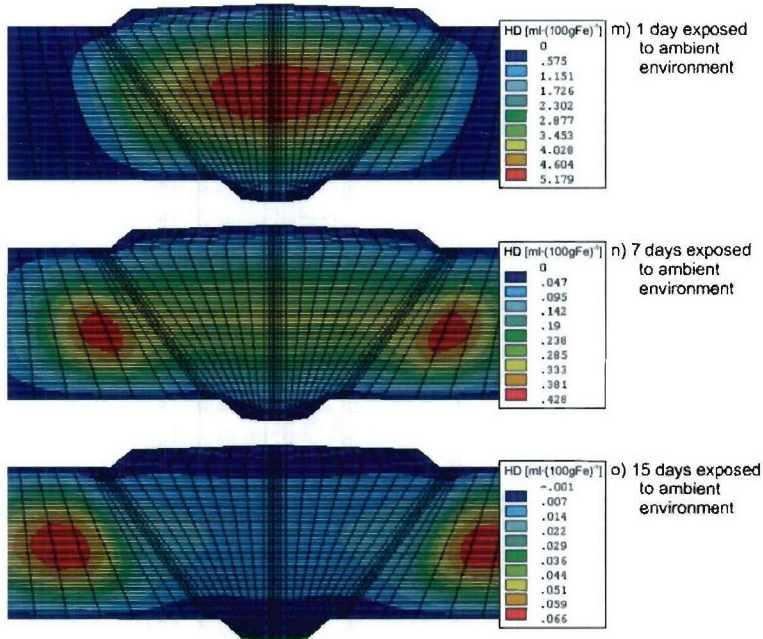 HD [ml·(100gFe)⁻¹]
0
.575
1.151
1.726
2.302
2.877
3.453
4.028
4.604
5.179
m) 1 day exposed
to ambient
environment
HD [ml·(100gFe)⁻¹]
0
.047
.095
.142
.19
.238
.285
.333
.381
.428
n) 7 days exposed
to ambient
environment
HD [ml·(100gFe)⁻¹]
-.001
.007
.014
.022
.029
.036
.044
.051
.059
.066
o) 15 days exposed
to ambient
environment